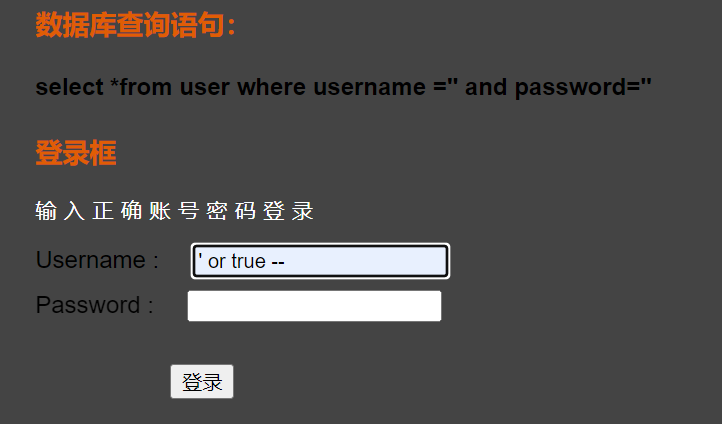 数据库查询语句：
select *from user where username ='' and password=''
登录框
输入正确账号密码登录
Username : ' or true --
Password :
登录